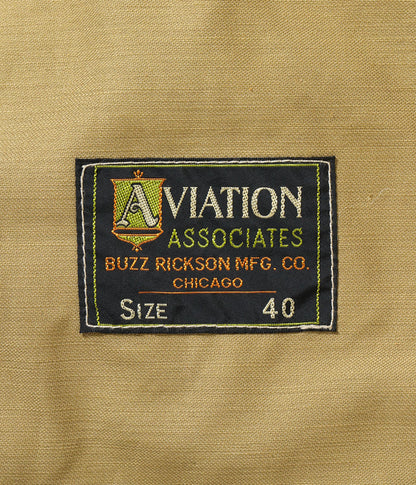 AVIATION
ASSOCIATES
BUZZ RICKSON MFG. CO.
CHICAGO
SIZE 40